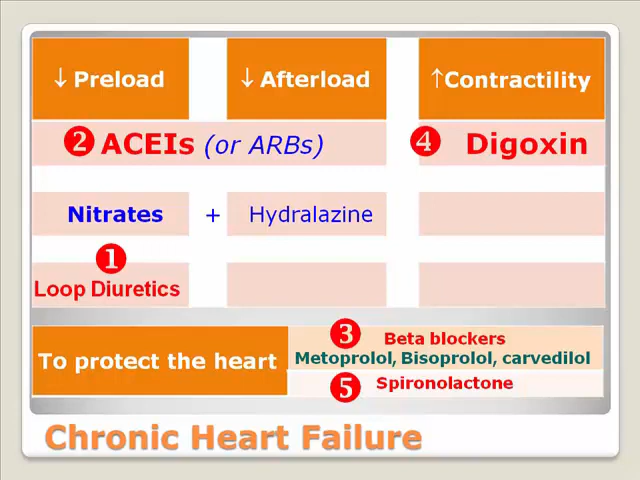 ↓ Preload
↓ Afterload
↑Contractility
❷ ACEIs (or ARBs)
❹ Digoxin
Nitrates + Hydralazine
❶
Loop Diuretics
To protect the heart
❸ Beta blockers
Metoprolol, Bisoprolol, carvedilol
❺ Spironolactone
Chronic Heart Failure